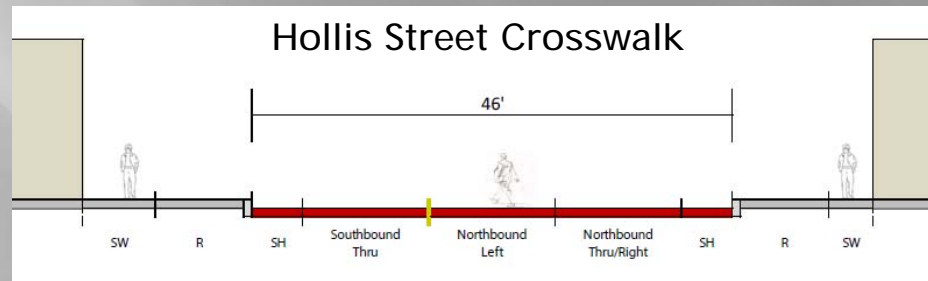 Hollis Street Crosswalk
46'
SW
R
SH
Southbound
Thru
Northbound
Left
Northbound
Thru/Right
SH
R
SW